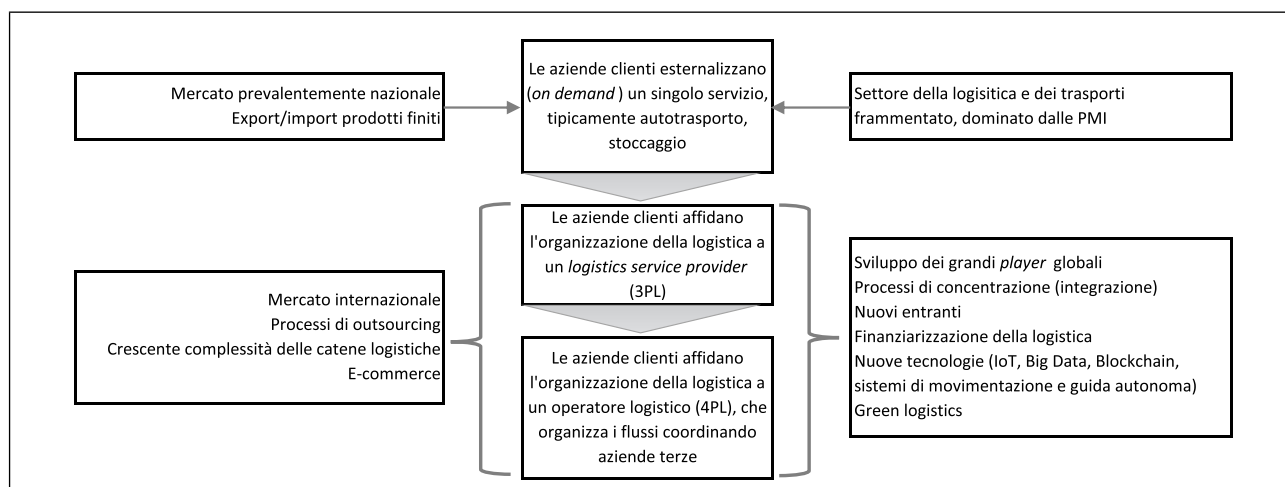 Mercato prevalentemente nazionale
Export/import prodotti finiti
Le aziende clienti esternalizzano
(on demand ) un singolo servizio,
tipicamente autotrasporto,
stoccaggio
Settore della logisitica e dei trasporti
frammentato, dominato dalle PMI
Mercato internazionale
Processi di outsourcing
Crescente complessità delle catene logistiche
E-commerce
Le aziende clienti affidano
l'organizzazione della logistica a
un logistics service provider
(3PL)
Le aziende clienti affidano
l'organizzazione della logistica a
un operatore logistico (4PL), che
organizza i flussi coordinando
aziende terze
Sviluppo dei grandi player globali
Processi di concentrazione (integrazione)
Nuovi entranti
Finanziarizzazione della logistica
Nuove tecnologie (IoT, Big Data, Blockchain,
sistemi di movimentazione e guida autonoma)
Green logistics